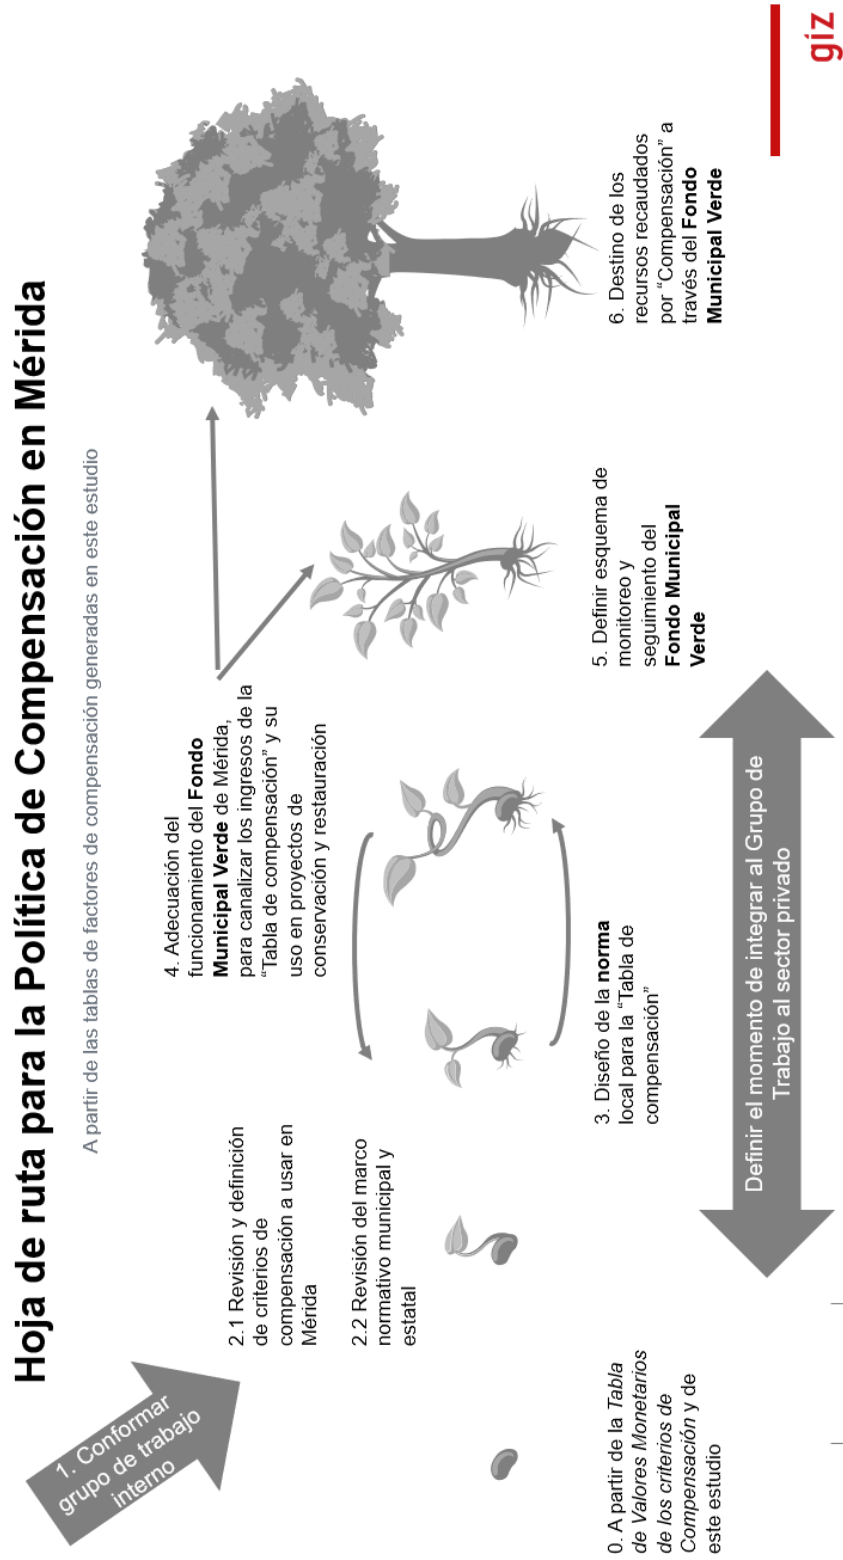 Hoja de ruta para la Política de Compensación en Mérida
A partir de las tablas de factores de compensación generadas en este estudio
1. Conformar
grupo de trabajo
interno
0. A partir de la Tabla
de Valores Monetarios
de los criterios de
Compensación y de
este estudio
2.1 Revisión y definición
de criterios de
compensación a usar en
Mérida
2.2 Revisión del marco
normativo municipal y
estatal
3. Diseño de la norma
local para la “Tabla de
compensación”
4. Adecuación del
funcionamiento del Fondo
Municipal Verde de Mérida,
para canalizar los ingresos de la
“Tabla de compensación” y su
uso en proyectos de
conservación y restauración
5. Definir esquema de
monitoreo y
seguimiento del
Fondo Municipal
Verde
6. Destino de los
recursos recaudados
por “Compensación” a
través del Fondo
Municipal Verde
Definir el momento de integrar al Grupo de
Trabajo al sector privado
giz